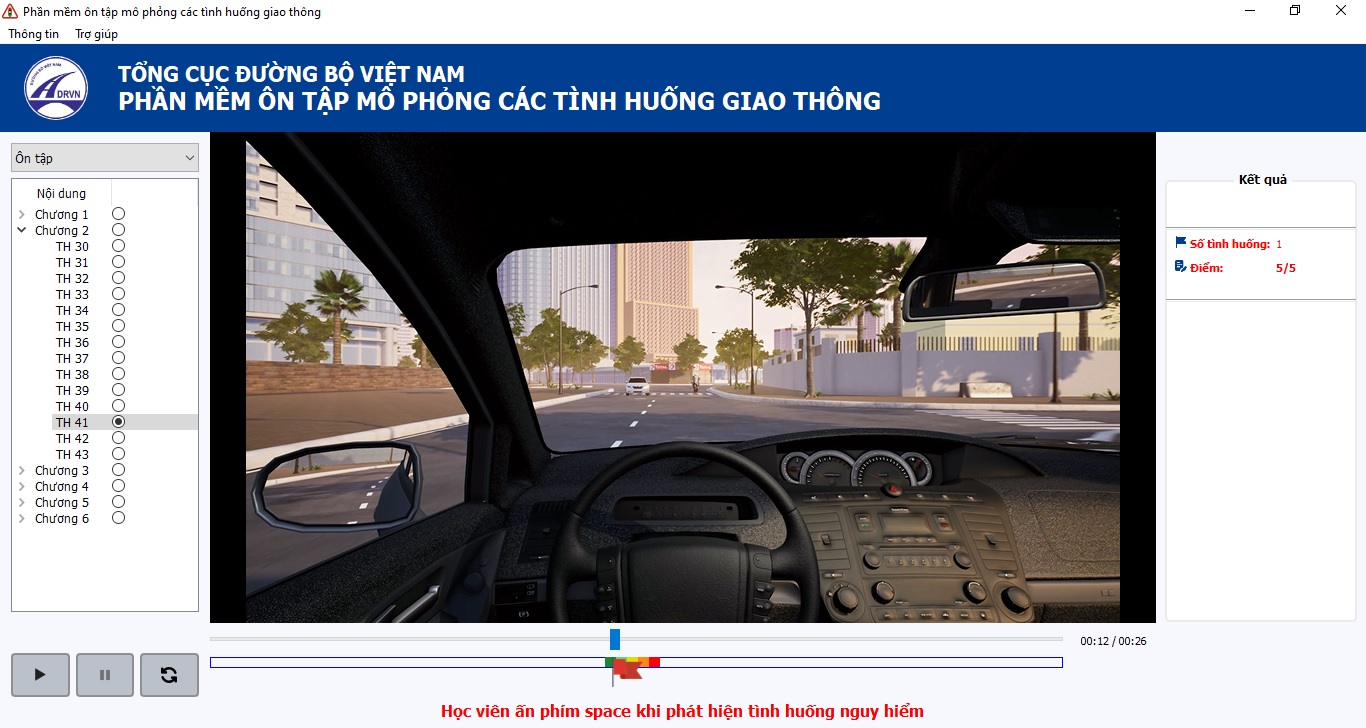 Phần mềm ôn tập mô phỏng các tình huống giao thông
Thông tin Trợ giúp
ĐƯỜNG BỘ VIỆT NAM
DRVN
TỔNG CỤC ĐƯỜNG BỘ VIỆT NAM
PHẦN MỀM ÔN TẬP MÔ PHỎNG CÁC TÌNH HUỐNG GIAO THÔNG
Ôn tập
Nội dung
Chương 1
Chương 2
TH 30
TH 31
TH 32
TH 33
TH 34
TH 35
TH 36
TH 37
TH 38
TH 39
TH 40
TH 41
TH 42
TH 43
Chương 3
Chương 4
Chương 5
Chương 6
Kết quả
Số tình huống: 1
Điểm: 5/5
00:12 / 00:26
Học viên ấn phím space khi phát hiện tình huống nguy hiểm